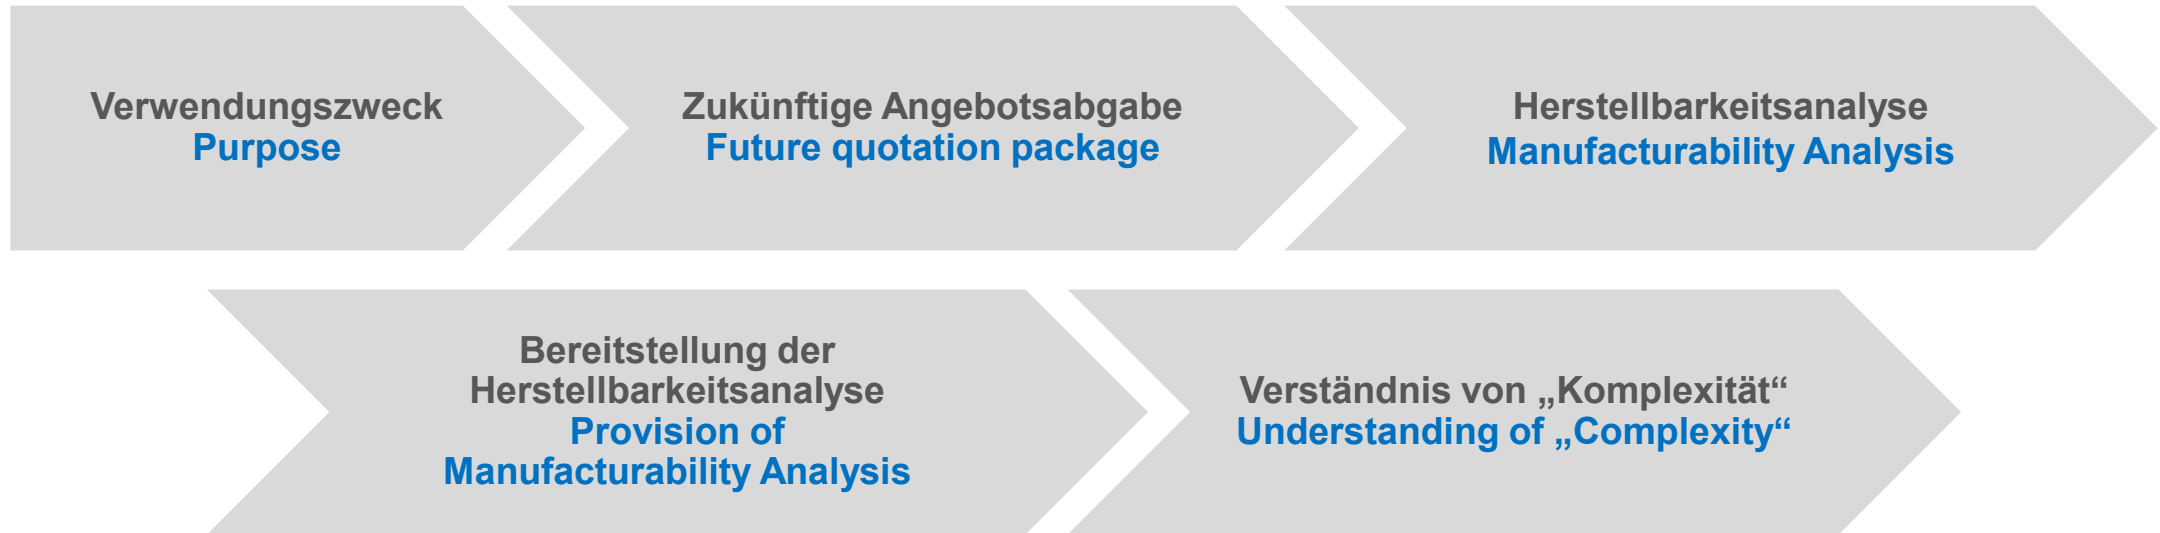 Verwendungszweck
Purpose
Zukünftige Angebotsabgabe
Future quotation package
Herstellbarkeitsanalyse
Manufacturability Analysis
Bereitstellung der
Herstellbarkeitsanalyse
Provision of
Manufacturability Analysis
Verständnis von „Komplexität“
Understanding of „Complexity“